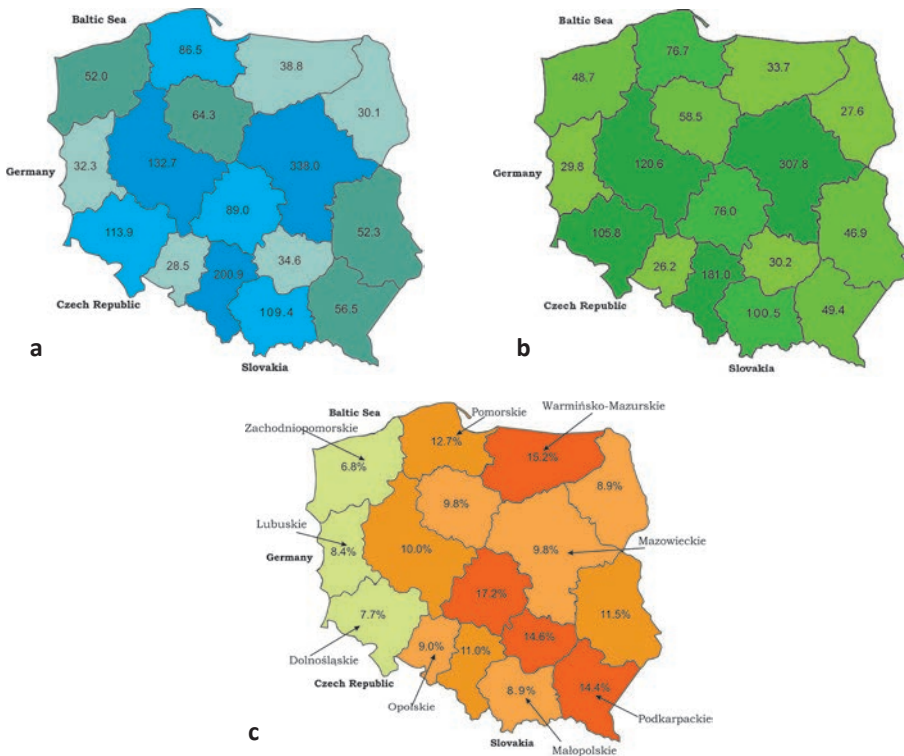 Baltic Sea
86.5
38.8
52.0
30.1
64.3
32.3
132.7
338.0
Germany
89.0
113.9
52.3
34.6
28.5
200.9
Czech Republic
109.4
56.5
a
Slovakia
Baltic Sea
76.7
33.7
48.7
27.6
58.5
29.8
120.6
307.8
Germany
76.0
105.8
46.9
30.2
26.2
181.0
Czech Republic
100.5
49.4
b
Slovakia
Warmińsko-Mazurskie
Baltic Sea
Pomorskie
Zachodniopomorskie
12.7%
15.2%
6.8%
8.9%
9.8%
Lubuskie
Mazowieckie
8.4%
Germany
10.0%
9.8%
17.2%
7.7%
11.5%
14.6%
9.0%
11.0%
Dolnośląskie
Czech Republic
8.9%
14.4%
Opolskie
Podkarpackie
c
Slovakia
Małopolskie